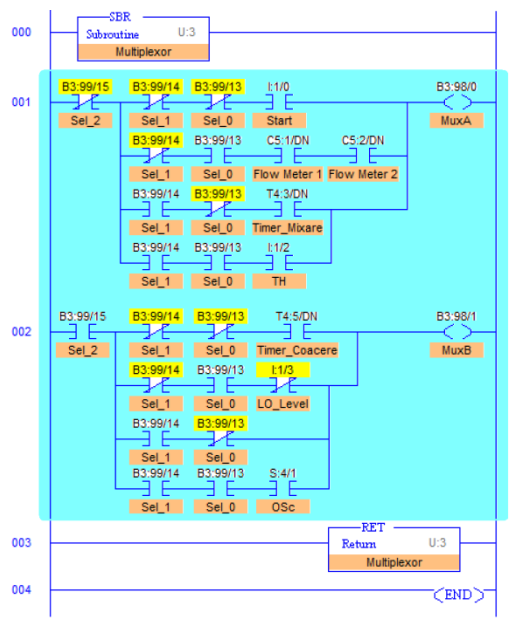 SBR
000
Subroutine U:3
Multiplexor
B3:99/15 B3:99/14 B3:99/13 I:1/0 B3:98/0
001
Sel_2 Sel_1 Sel_0 Start MuxA
B3:99/14 B3:99/13 C5:1/DN C5:2/DN
Sel_1 Sel_0 Flow Meter 1 Flow Meter 2
B3:99/14 B3:99/13 T4:3/DN
Sel_1 Sel_0 Timer_Mixare
B3:99/14 B3:99/13 I:1/2
Sel_1 Sel_0 TH
B3:99/15 B3:99/14 B3:99/13 T4:5/DN B3:98/1
002
Sel_2 Sel_1 Sel_0 Timer_Coacere MuxB
B3:99/14 B3:99/13 I:1/3
Sel_1 Sel_0 LO_Level
B3:99/14 B3:99/13
Sel_1 Sel_0
B3:99/14 B3:99/13 S:4/1
Sel_1 Sel_0 OSc
RET
003
Return U:3
Multiplexor
004
END